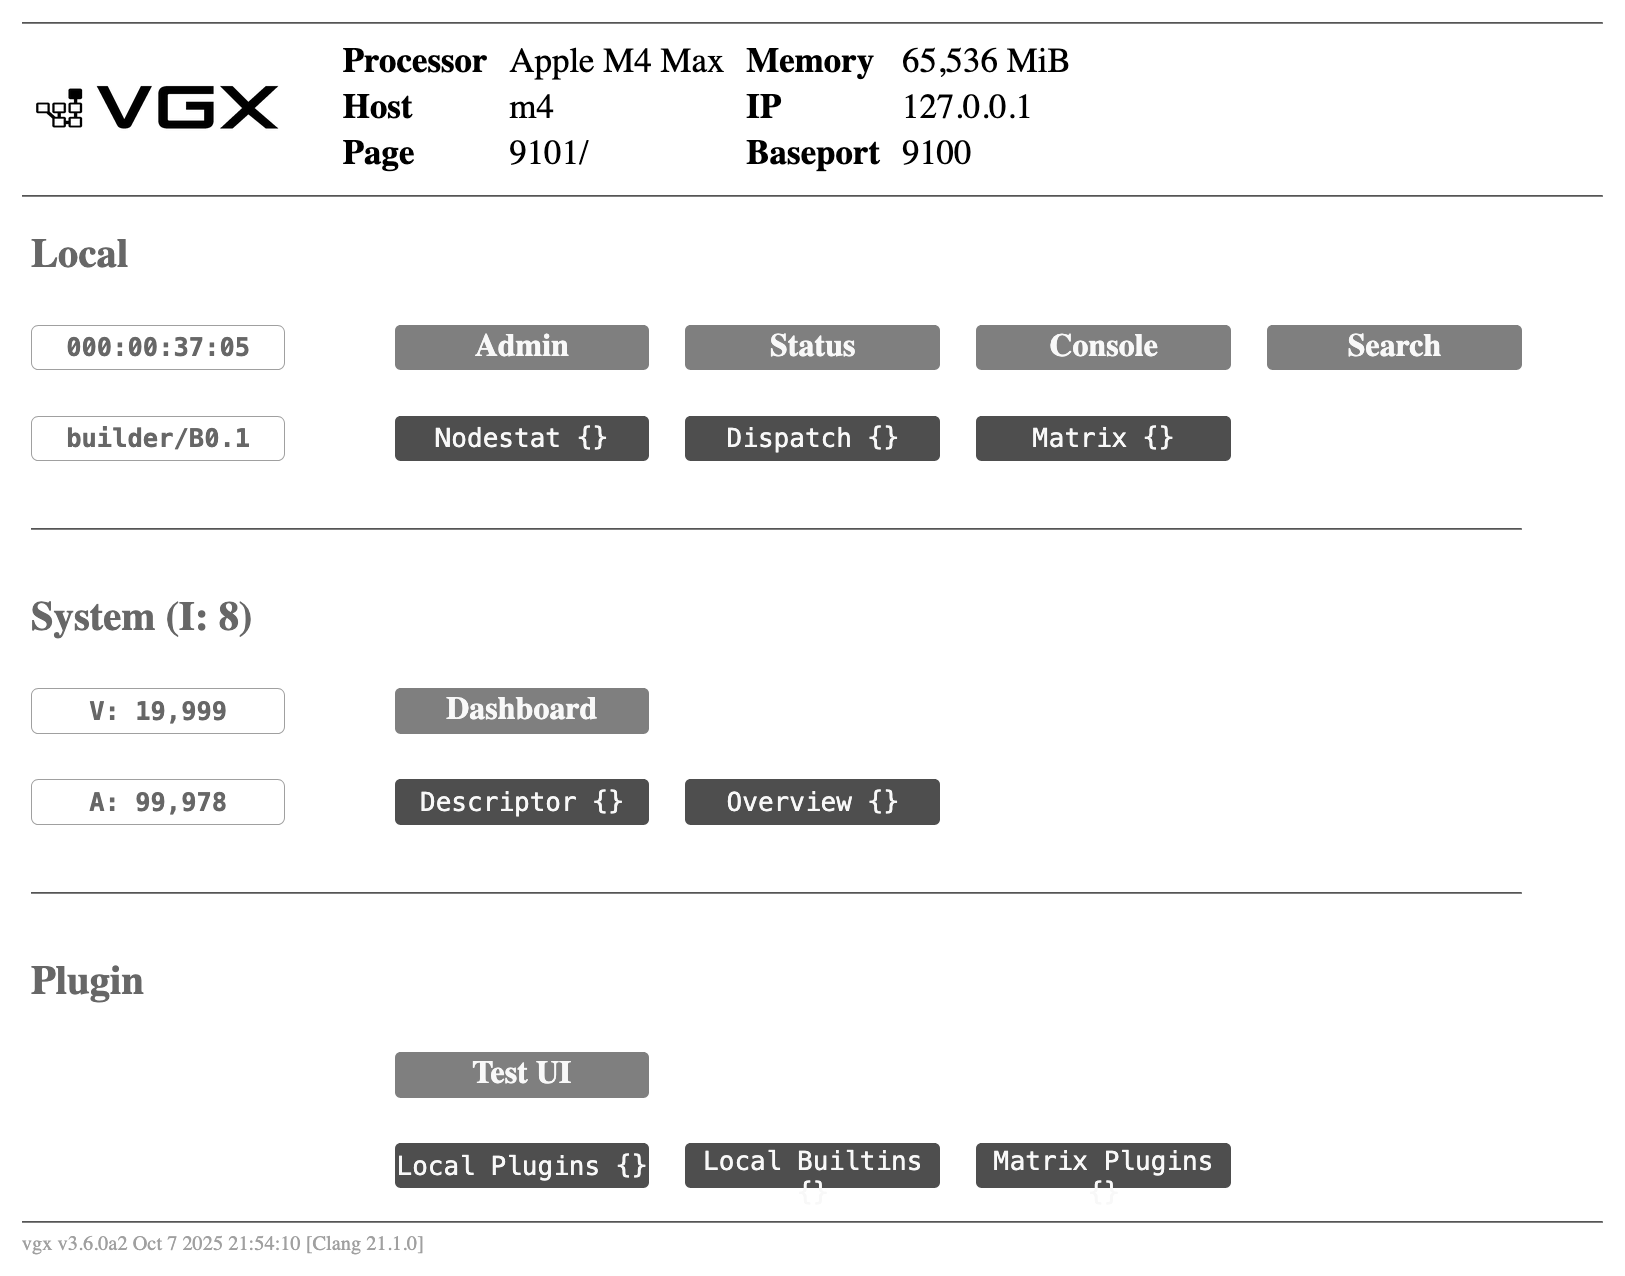 VGX
Processor Apple M4 Max Memory 65,536 MiB
Host m4 IP 127.0.0.1
Page 9101/ Baseport 9100
Local
000:00:37:05 Admin Status Console Search
builder/B0.1 Nodestat {} Dispatch {} Matrix {}
System (I: 8)
V: 19,999 Dashboard
A: 99,978 Descriptor {} Overview {}
Plugin
Test UI
Local Plugins {} Local Builtins {} Matrix Plugins {}
vgx v3.6.0a2 Oct 7 2025 21:54:10 [Clang 21.1.0]